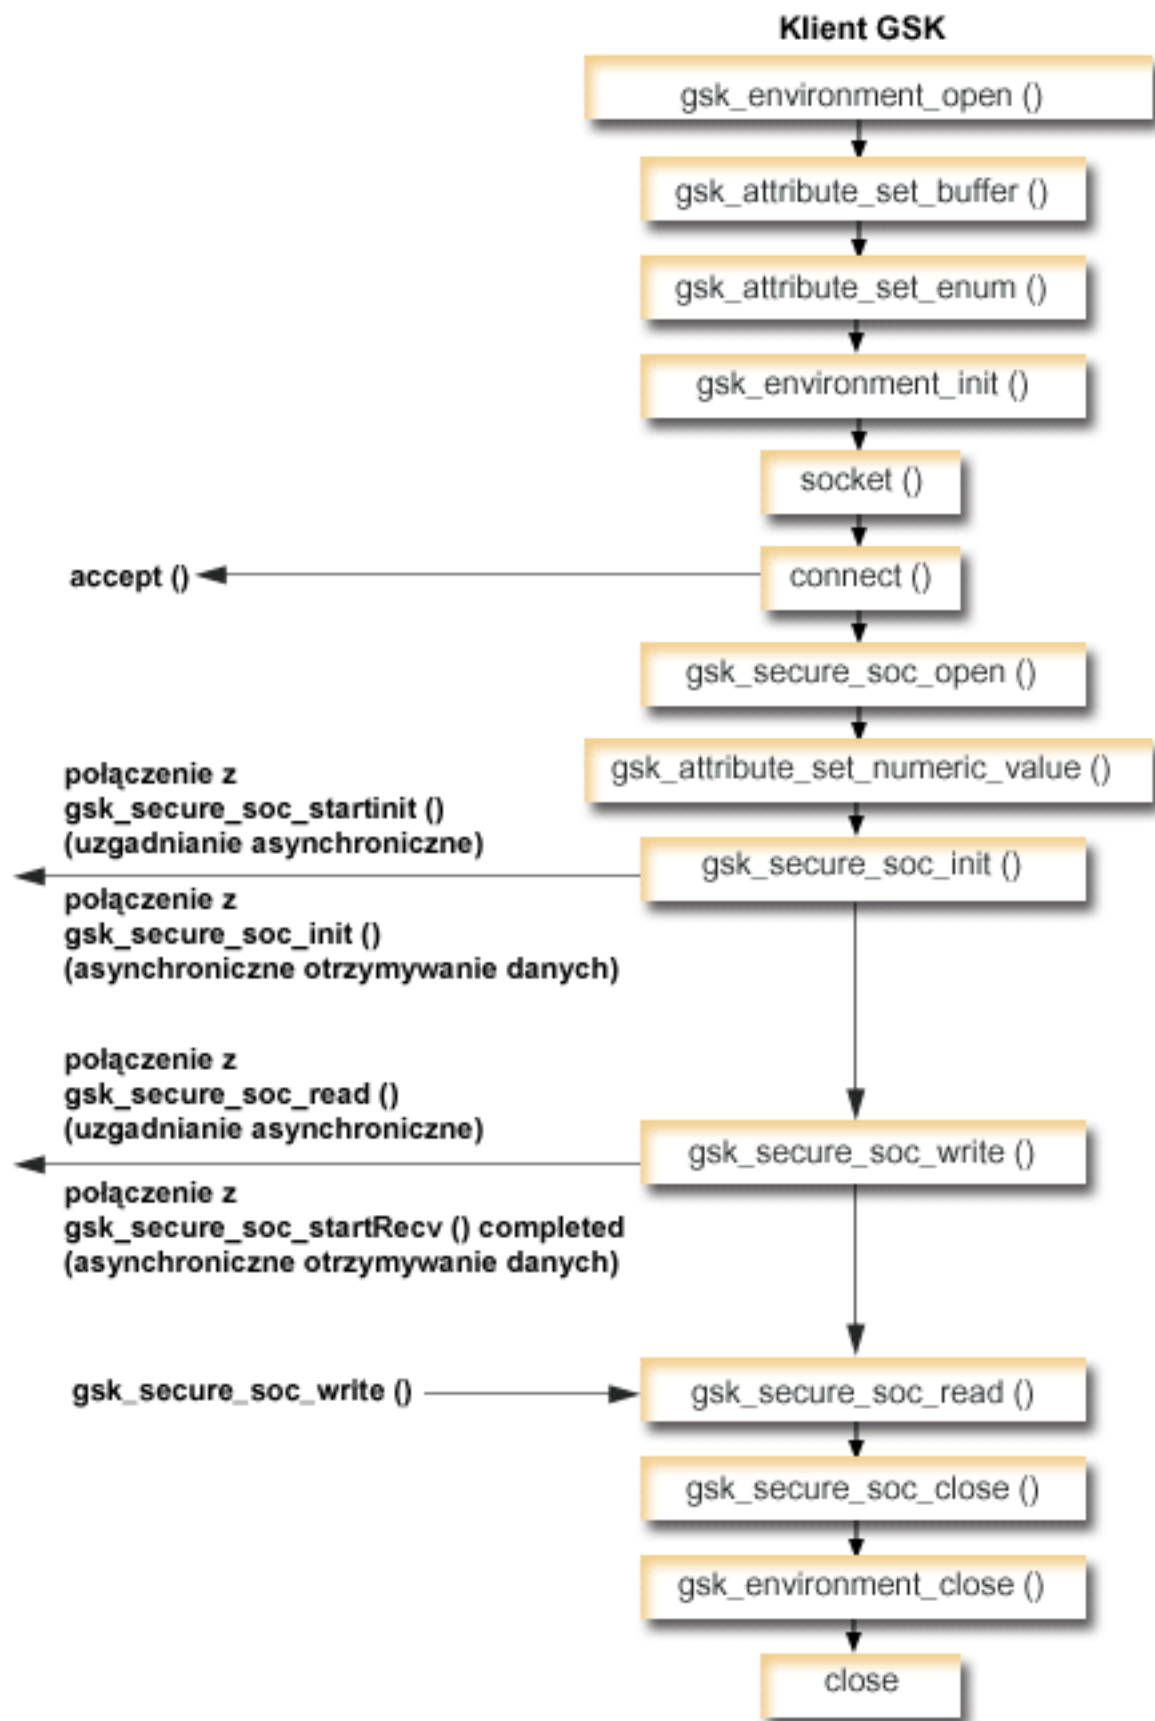 Klient GSK
gsk_environment_open ()
gsk_attribute_set_buffer ()
gsk_attribute_set_enum ()
gsk_environment_init ()
socket ()
accept ()
connect ()
gsk_secure_soc_open ()
gsk_attribute_set_numeric_value ()
połączenie z
gsk_secure_soc_startinit ()
(uzgadnianie asynchroniczne)
gsk_secure_soc_init ()
połączenie z
gsk_secure_soc_init ()
(asynchroniczne otrzymywanie danych)
połączenie z
gsk_secure_soc_read ()
(uzgadnianie asynchroniczne)
gsk_secure_soc_write ()
połączenie z
gsk_secure_soc_startRecv () completed
(asynchroniczne otrzymywanie danych)
gsk_secure_soc_write ()
gsk_secure_soc_read ()
gsk_secure_soc_close ()
gsk_environment_close ()
close